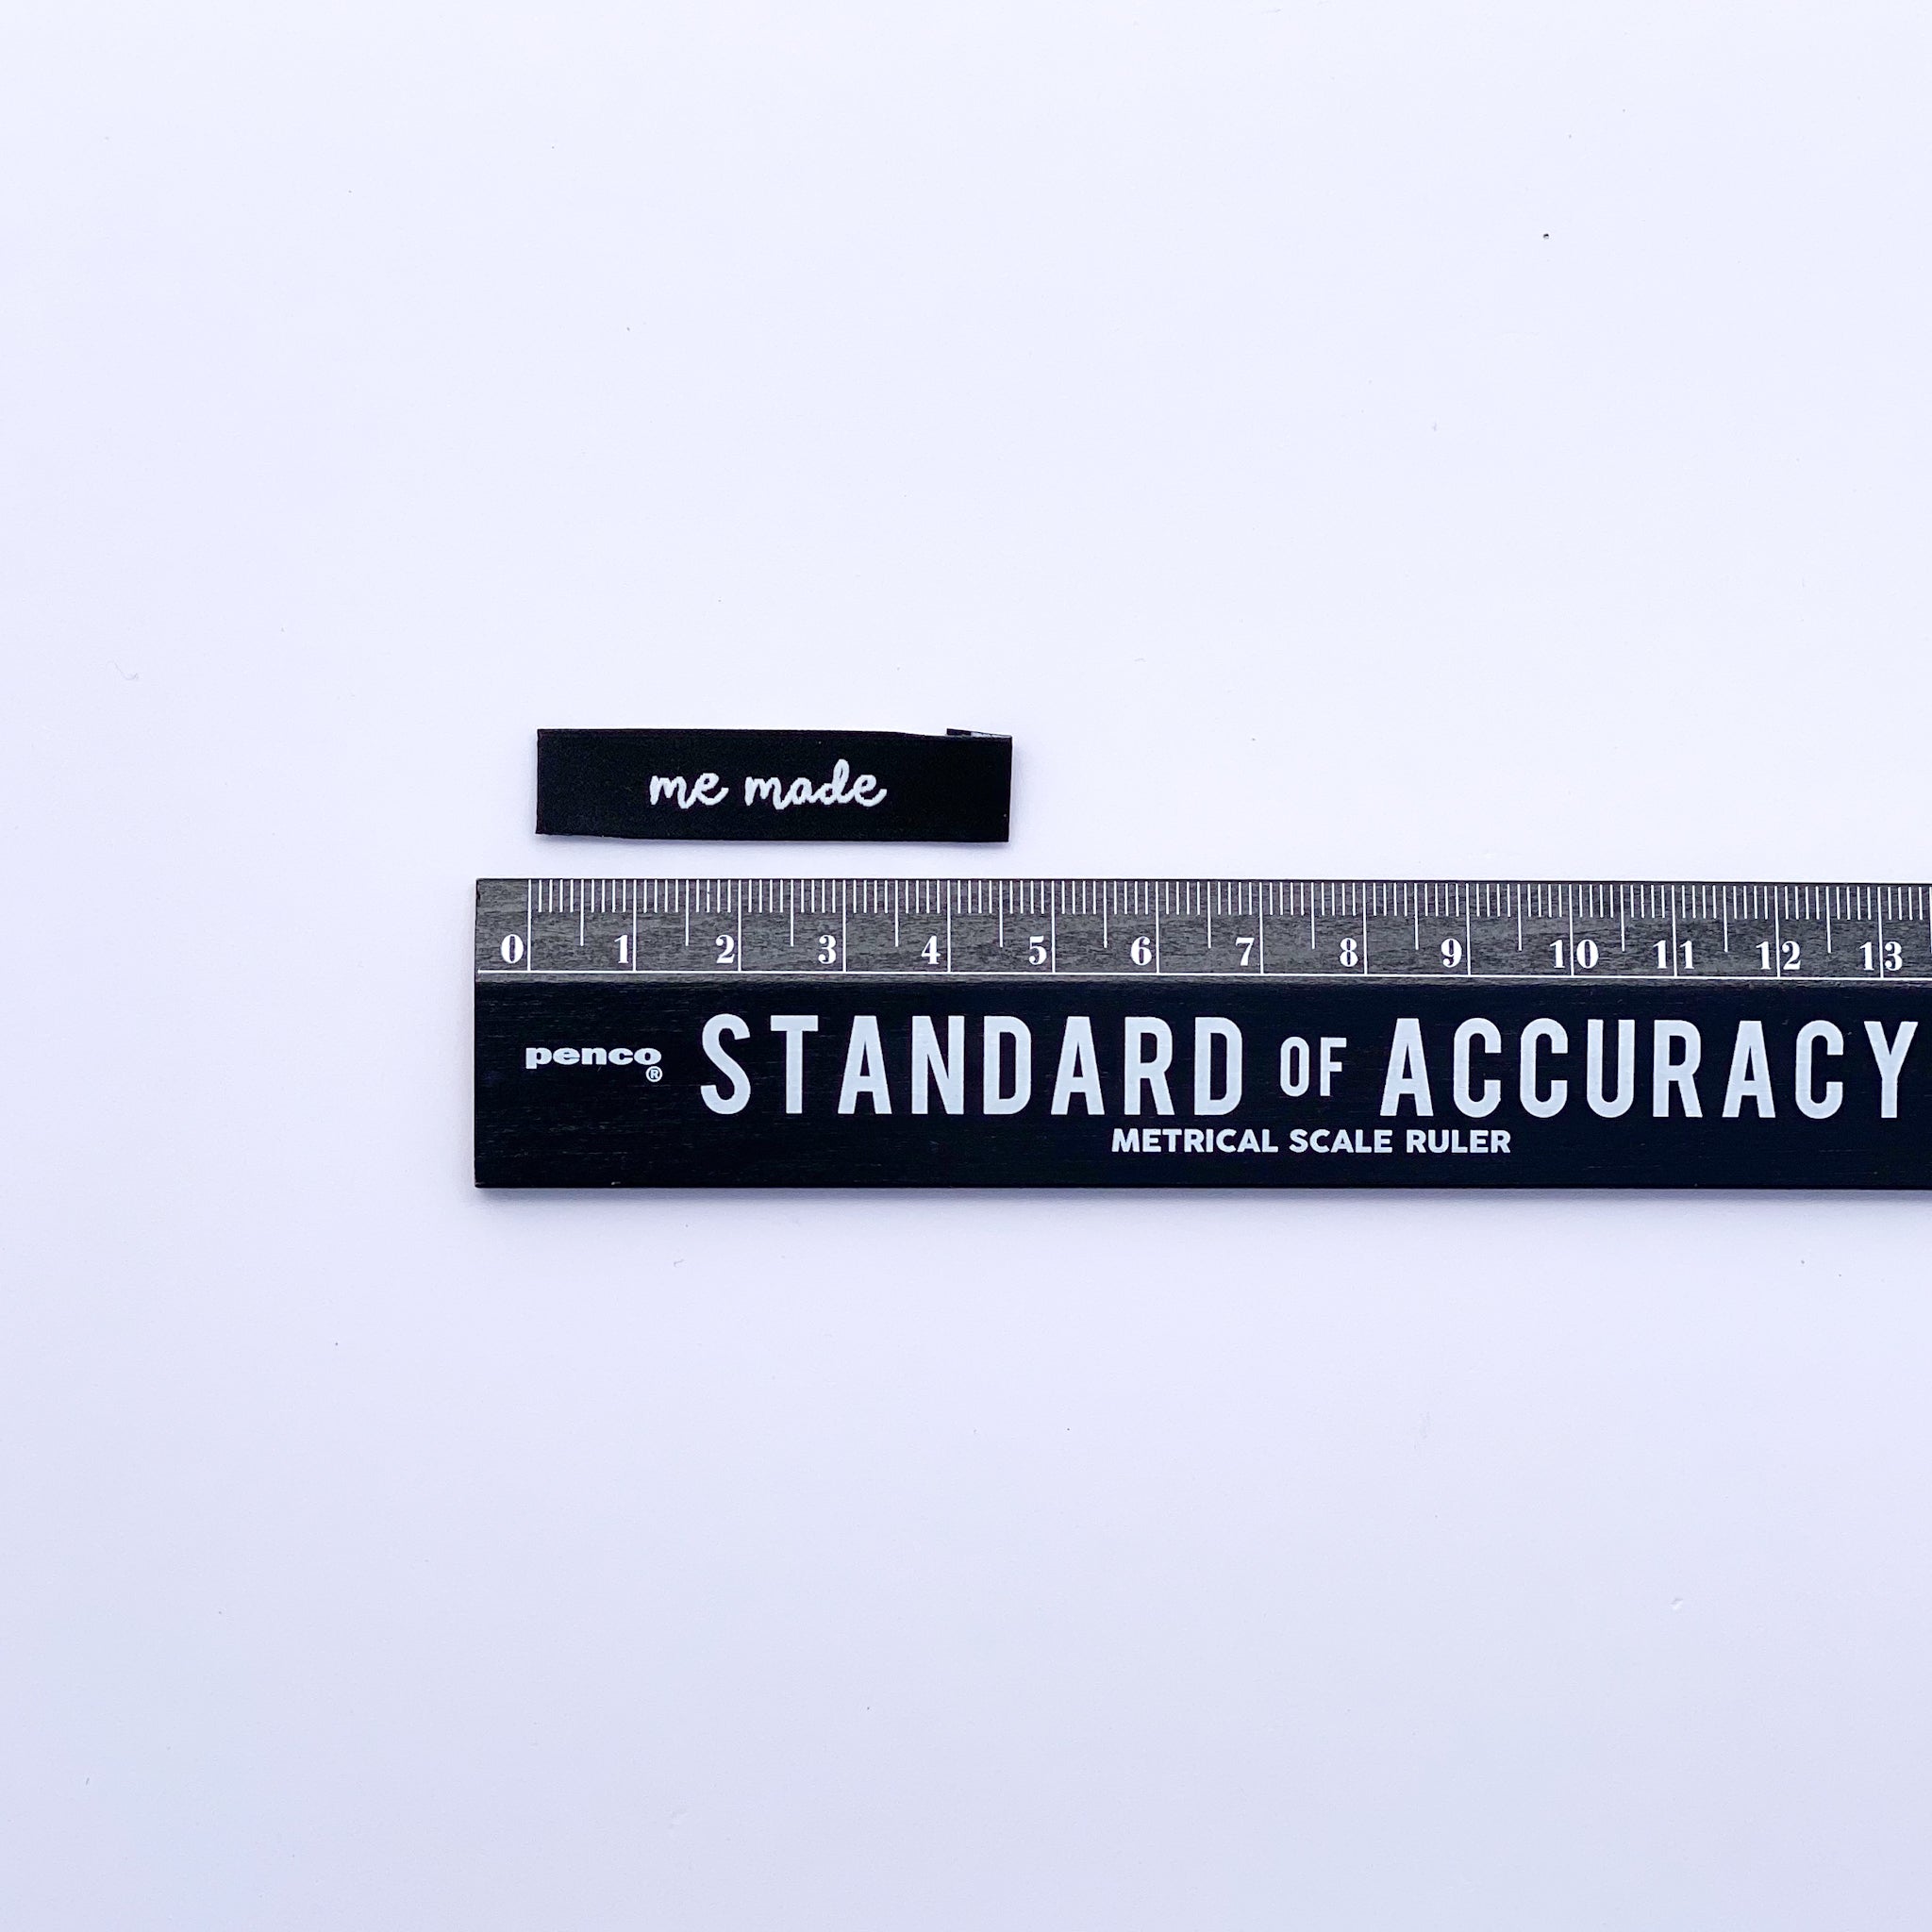 me made
0 1 2 3 4 5 6 7 8 9 10 11 12 13
penco ® STANDARD OF ACCURACY
METRICAL SCALE RULER